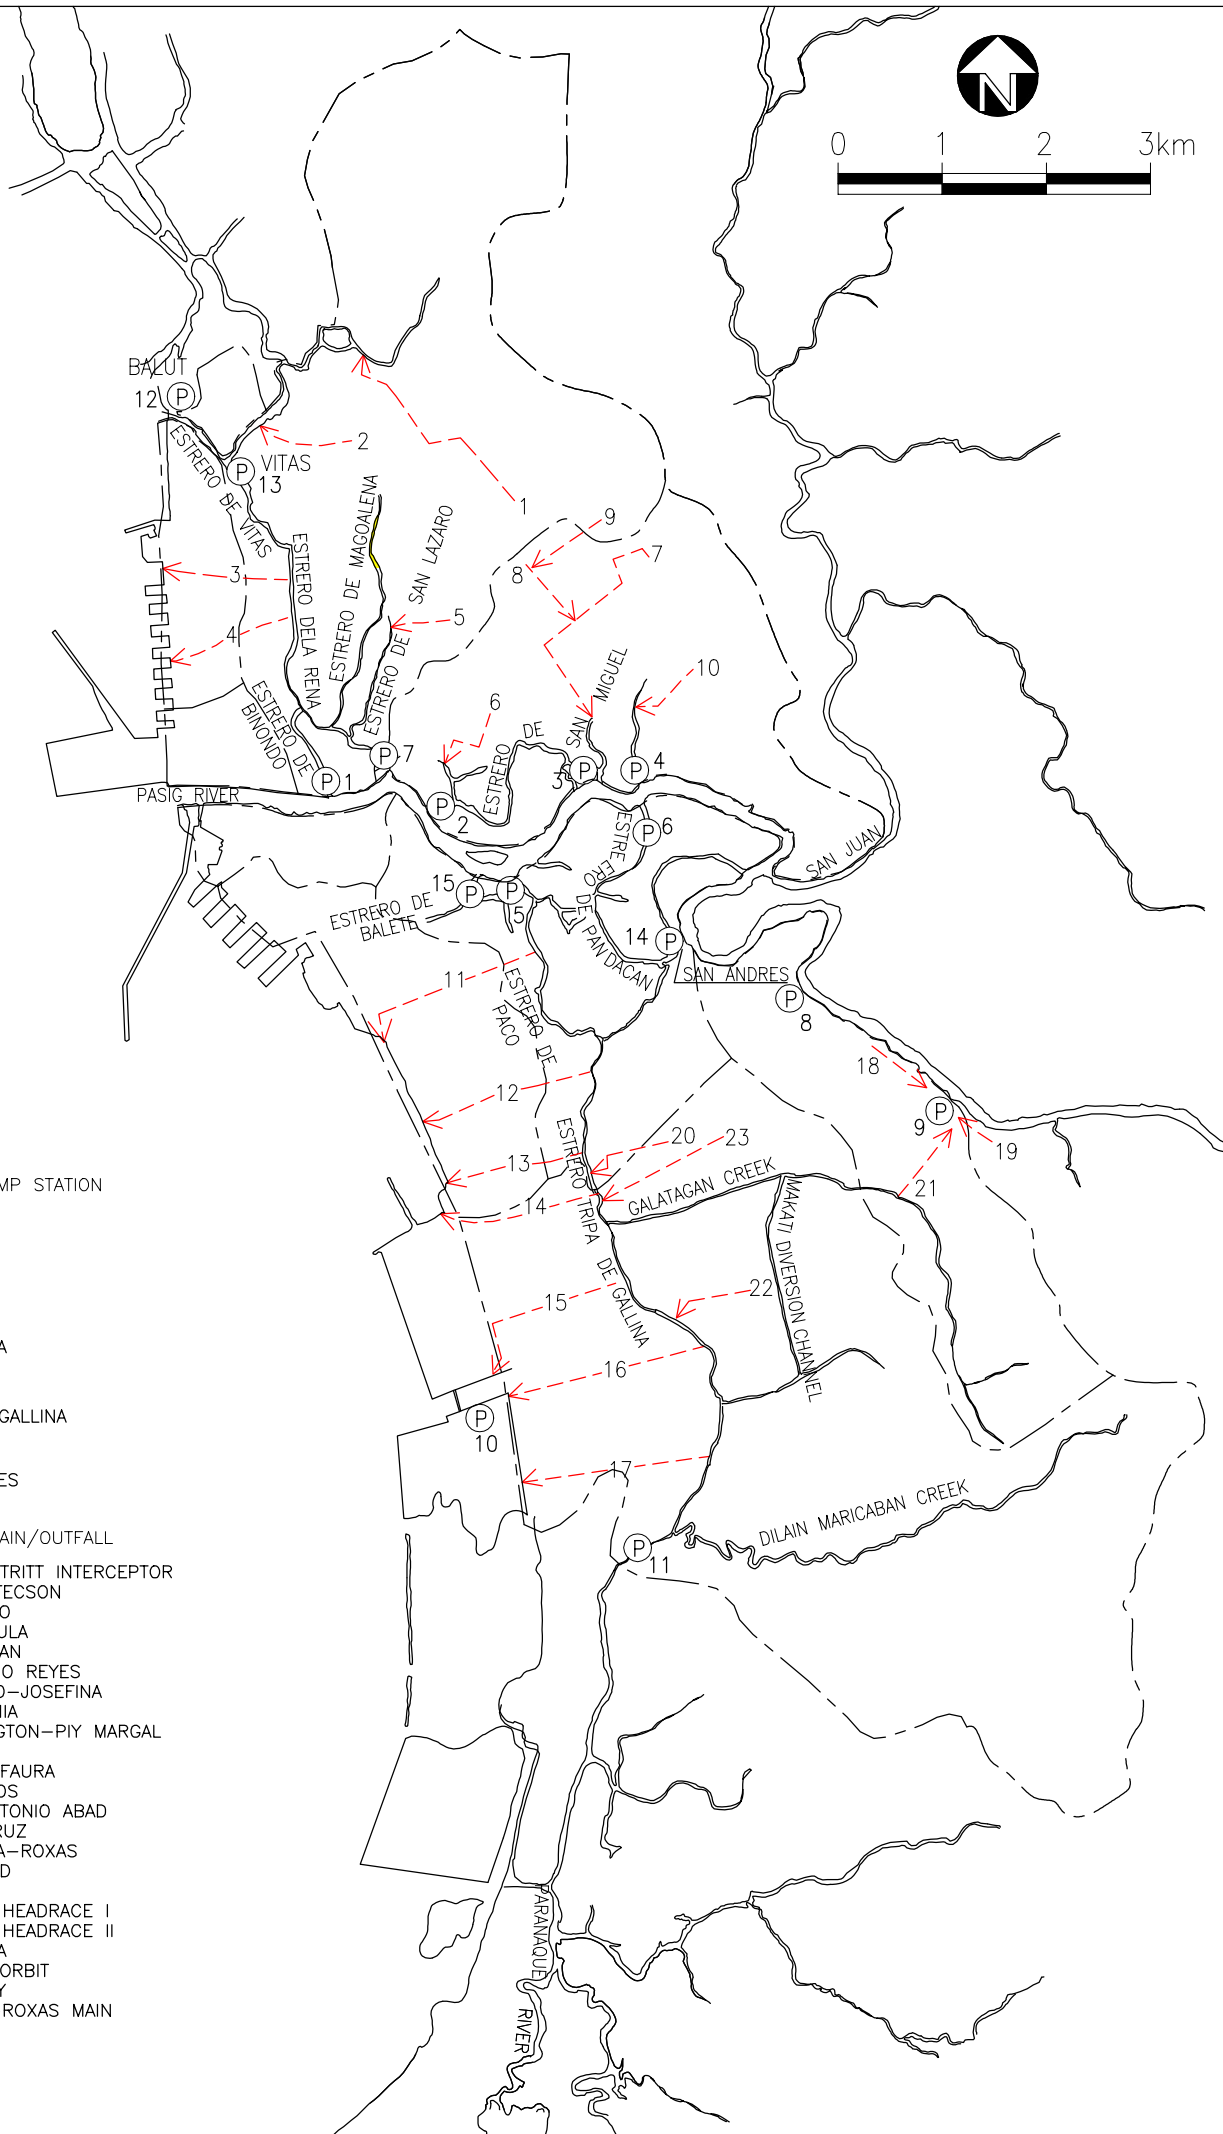 N
0 1 2 3km
BALUT
12 P
ESTRERO DE VITAS
2
VITAS
P 13
1
ESTRERO DE MAGOALENA
SAN LAZARO
ESTRERO DE
9
8
7
3
ESTRERO DELA RENA
5
4
ESTRERO DE
BINONDO
6
ESTRERO DE
SAN MIGUEL
10
P 1
P 7
P 2
3 P
P 4
PASIG RIVER
P 6
ESTRE ERO DE PANDACAN
SAN JUAN
ESTRERO DE
BALETE
15 P
P 5
14 P
SAN ANDRES
P 8
11
ESTRERO DE
PACO
18
12
P 9
19
13
20
23
21
14
ESTRERO TRIPA DE GALLINA
GALATAGAN CREEK
MAKATI DIVERSION CHANNEL
15
22
16
P 10
17
P 11
DILAIN MARICABAN CREEK
PARANAQUE
RIVER
MP STATION
A
GALLINA
ES
AIN/OUTFALL
TRITT INTERCEPTOR
TECSON
O
ULA
AN
O REYES
O-JOSEFINA
IIA
GTON-PIY MARGAL
FAURA
OS
TONIO ABAD
RUZ
A-ROXAS
D
HEADRACE I
HEADRACE II
A
ORBIT
Y
ROXAS MAIN